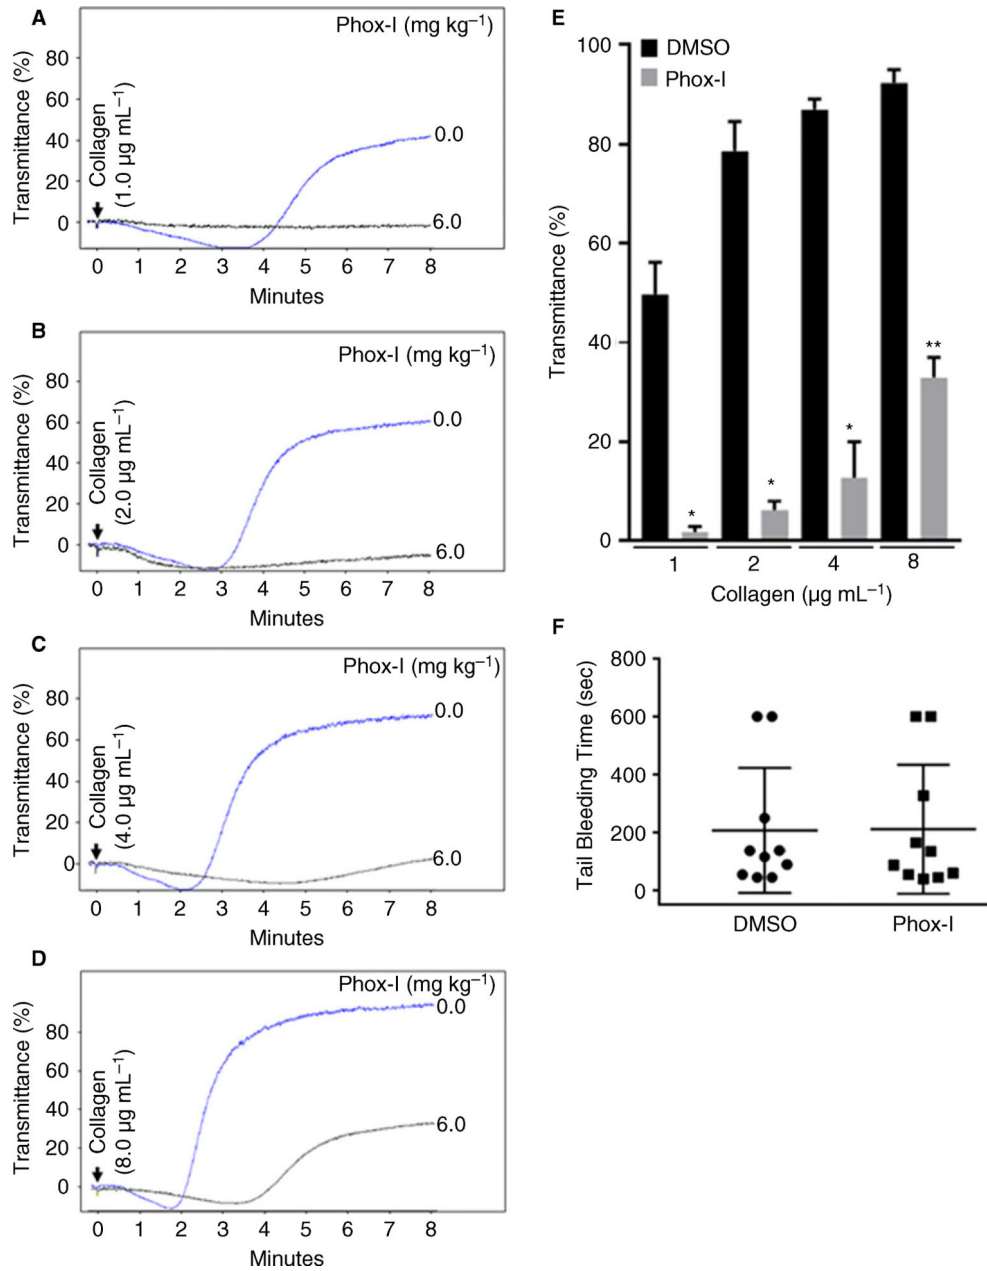 A
Phox-I (mg kg⁻¹)
Transmittance (%)
80
60
40
20
0
Collagen
(1.0 µg mL⁻¹)
0.0
6.0
0 1 2 3 4 5 6 7 8
Minutes
B
Phox-I (mg kg⁻¹)
Transmittance (%)
80
60
40
20
0
Collagen
(2.0 µg mL⁻¹)
0.0
6.0
0 1 2 3 4 5 6 7 8
Minutes
C
Phox-I (mg kg⁻¹)
Transmittance (%)
80
60
40
20
0
Collagen
(4.0 µg mL⁻¹)
0.0
6.0
0 1 2 3 4 5 6 7 8
Minutes
D
Phox-I (mg kg⁻¹)
Transmittance (%)
80
60
40
20
0
Collagen
(8.0 µg mL⁻¹)
0.0
6.0
0 1 2 3 4 5 6 7 8
Minutes
E
Transmittance (%)
100
80
60
40
20
0
DMSO
Phox-I
*
*
*
**
1 2 4 8
Collagen (µg mL⁻¹)
F
Tail Bleeding Time (sec)
800
600
400
200
0
DMSO Phox-I